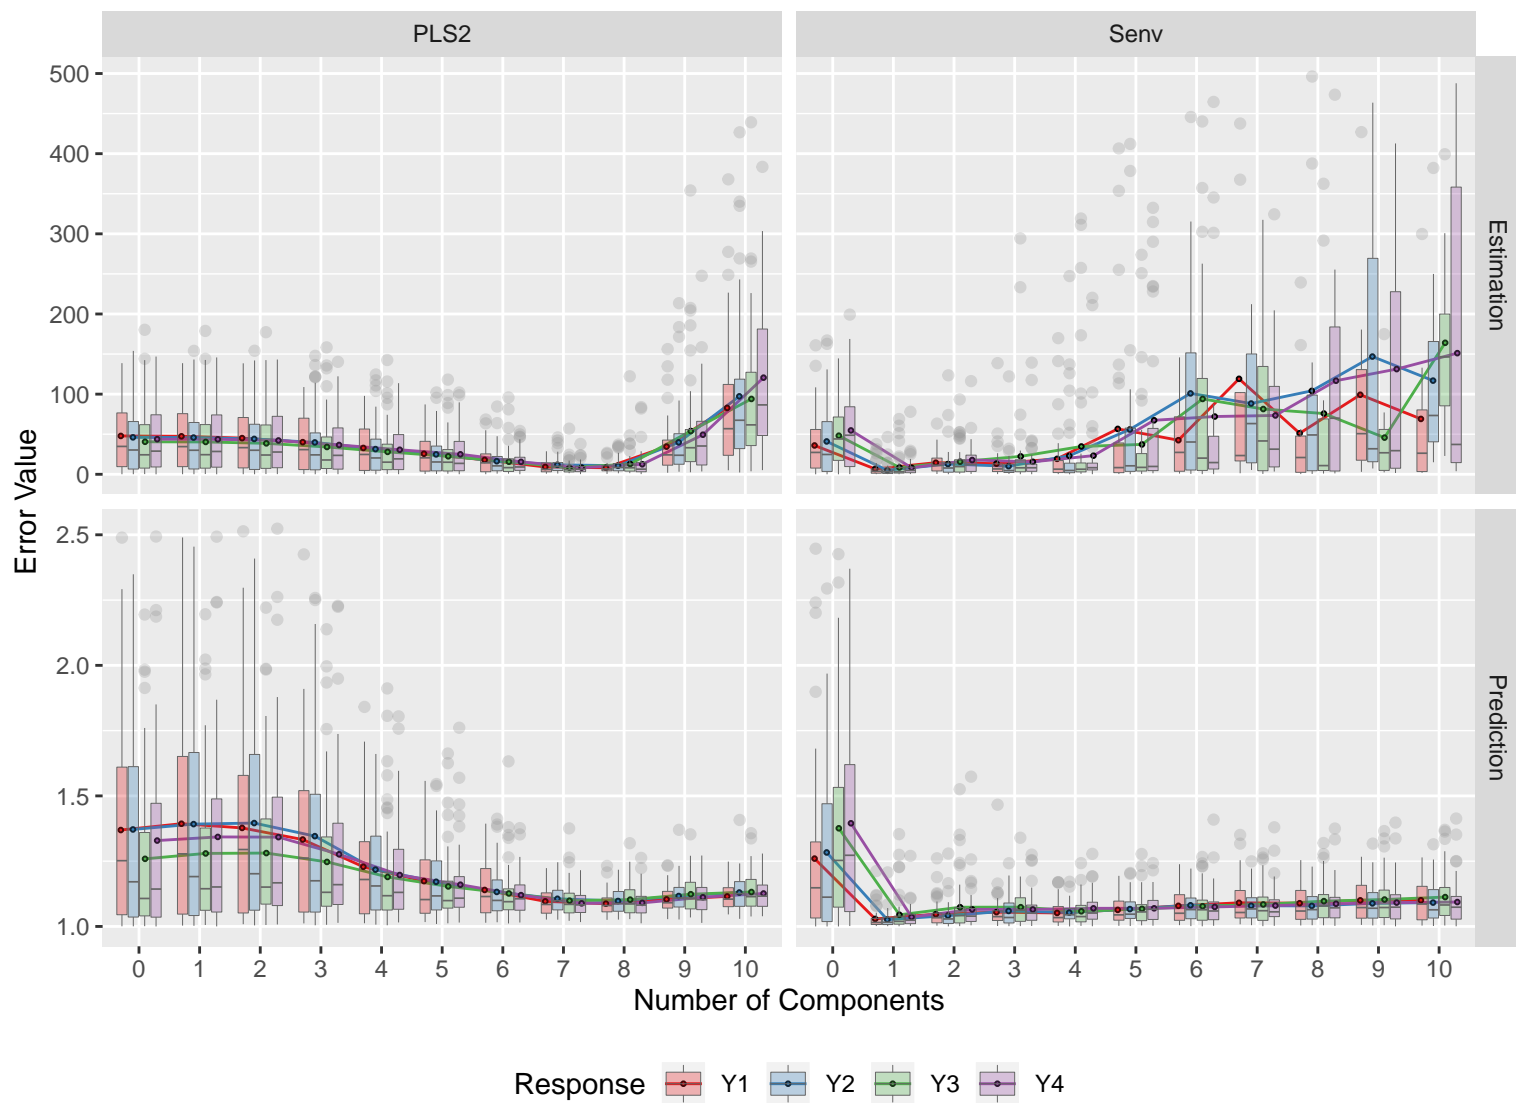 PLS2 Senv
500
400
300
200
100
0
Estimation
Error Value
2.5
2.0
1.5
1.0
Prediction
0 1 2 3 4 5 6 7 8 9 10 0 1 2 3 4 5 6 7 8 9 10
Number of Components
Response Y1 Y2 Y3 Y4